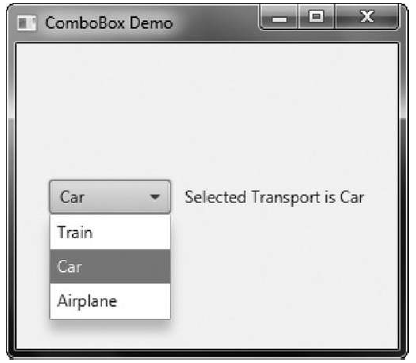 ComboBox Demo
Car Selected Transport is Car
Train
Car
Airplane